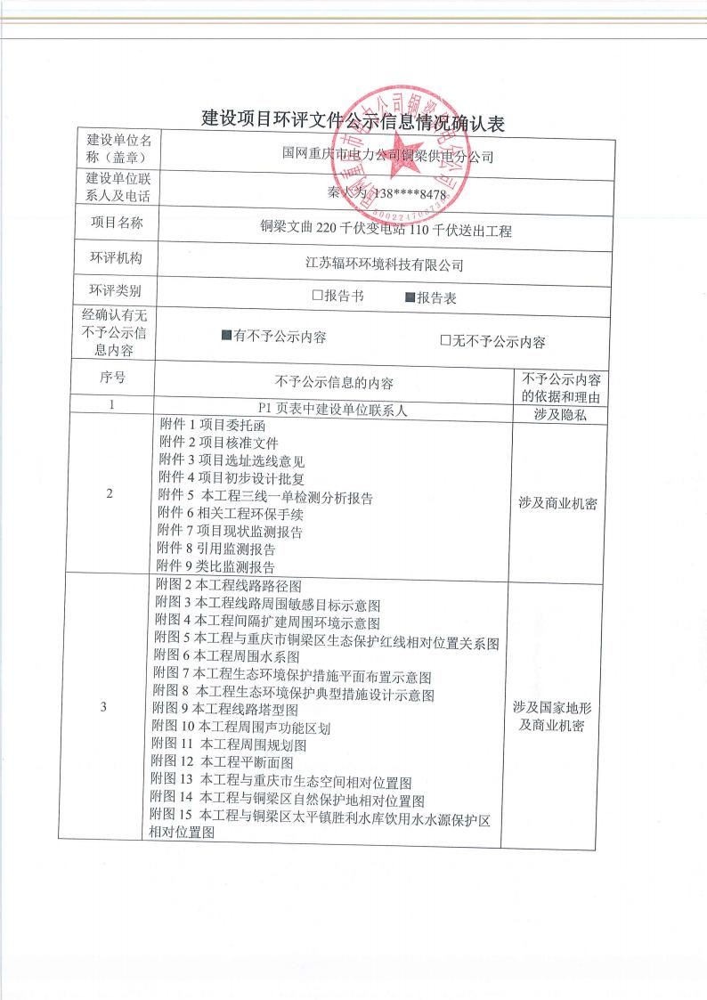 建设项目环评文件公示信息情况确认表
建设单位名
称（盖章）
国网重庆市电力公司铜梁供电分公司
建设单位联
系人及电话
秦大为 138****8478
项目名称
铜梁文曲 220 千伏变电站 110 千伏送出工程
环评机构
江苏辐环环境科技有限公司
环评类别
□报告书 ■报告表
经确认有无
不予公示信
息内容
■有不予公示内容 □无不予公示内容
序号
不予公示信息的内容
不予公示内容
的依据和理由
1
P1 页表中建设单位联系人
涉及隐私
2
附件 1 项目委托函
附件 2 项目核准文件
附件 3 项目选址选线意见
附件 4 项目初步设计批复
附件 5 本工程三线一单检测分析报告
附件 6 相关工程环保手续
附件 7 项目现状监测报告
附件 8 引用监测报告
附件 9 类比监测报告
涉及商业机密
3
附图 2 本工程线路路径图
附图 3 本工程线路周围敏感目标示意图
附图 4 本工程间隔扩建周围环境示意图
附图 5 本工程与重庆市铜梁区生态保护红线相对位置关系图
附图 6 本工程周围水系图
附图 7 本工程生态环境保护措施平面布置示意图
附图 8 本工程生态环境保护典型措施设计示意图
附图 9 本工程线路塔型图
附图 10 本工程周围声功能区划
附图 11 本工程周围规划图
附图 12 本工程平断面图
附图 13 本工程与重庆市生态空间相对位置图
附图 14 本工程与铜梁区自然保护地相对位置图
附图 15 本工程与铜梁区太平镇胜利水库饮用水水源保护区
相对位置图
涉及国家地形
及商业机密
国网重庆市电力公司铜梁供电分公司